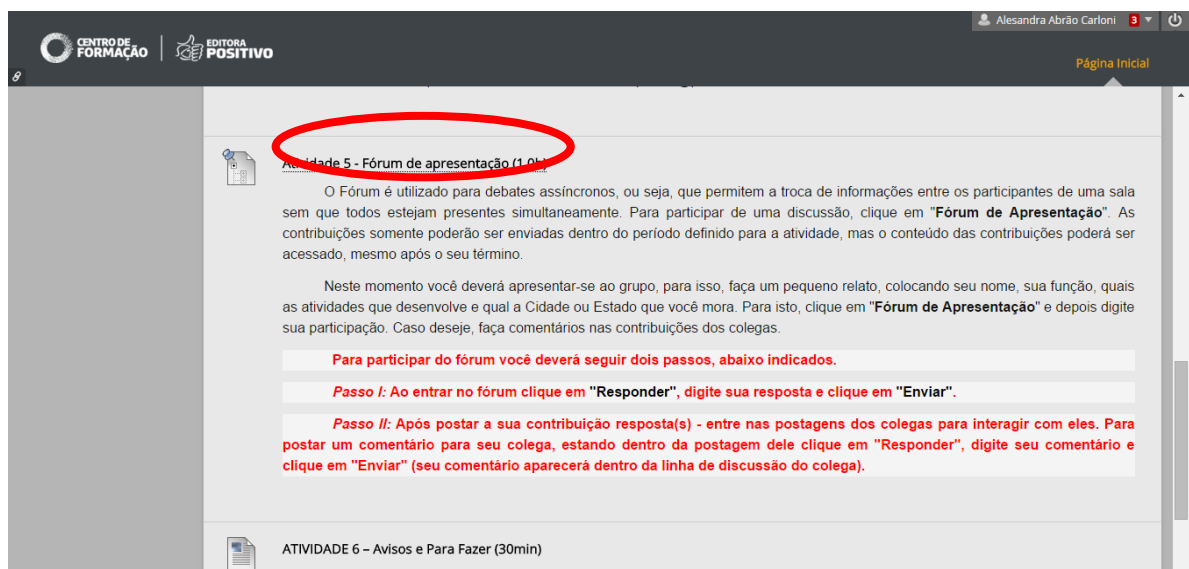 Alesandra Abrão Carloni 3
CENTRO DE
FORMAÇÃO
EDITORA
POSITIVO
Página Inicial
Atividade 5 - Fórum de apresentação (1,0h)
O Fórum é utilizado para debates assíncronos, ou seja, que permitem a troca de informações entre os participantes de uma sala
sem que todos estejam presentes simultaneamente. Para participar de uma discussão, clique em "Fórum de Apresentação". As
contribuições somente poderão ser enviadas dentro do período definido para a atividade, mas o conteúdo das contribuições poderá ser
acessado, mesmo após o seu término.
Neste momento você deverá apresentar-se ao grupo, para isso, faça um pequeno relato, colocando seu nome, sua função, quais
as atividades que desenvolve e qual a Cidade ou Estado que você mora. Para isto, clique em "Fórum de Apresentação" e depois digite
sua participação. Caso deseje, faça comentários nas contribuições dos colegas.
Para participar do fórum você deverá seguir dois passos, abaixo indicados.
Passo I: Ao entrar no fórum clique em "Responder", digite sua resposta e clique em "Enviar".
Passo II: Após postar a sua contribuição resposta(s) - entre nas postagens dos colegas para interagir com eles. Para
postar um comentário para seu colega, estando dentro da postagem dele clique em "Responder", digite seu comentário e
clique em "Enviar" (seu comentário aparecerá dentro da linha de discussão do colega).
ATIVIDADE 6 – Avisos e Para Fazer (30min)